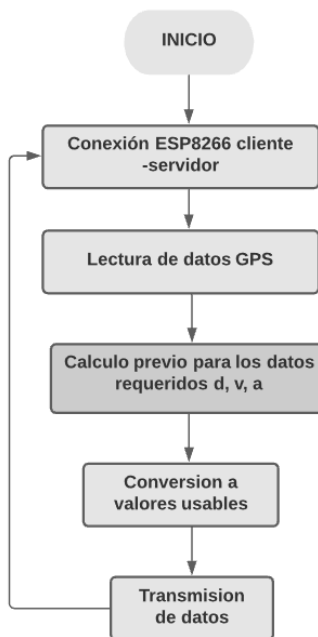 INICIO
Conexión ESP8266 cliente
-servidor
Lectura de datos GPS
Calculo previo para los datos
requeridos d, v, a
Conversion a
valores usables
Transmision
de datos